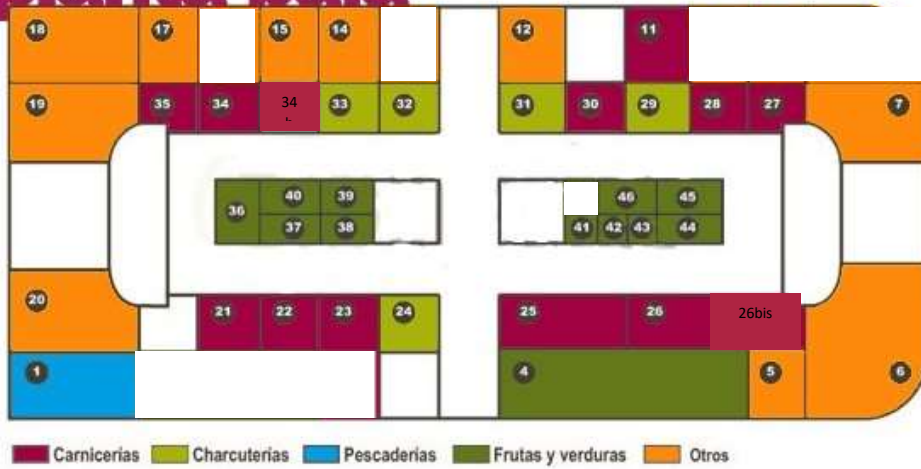 18 17 15 14 12 11
19 35 34 34 33 32 31 30 29 28 27 7
40 39 46 45
36
37 38 41 42 43 44
20 21 22 23 24 25 26 26bis
1 4 5 6
Carnicerías Charcuterías Pescaderías Frutas y verduras Otros